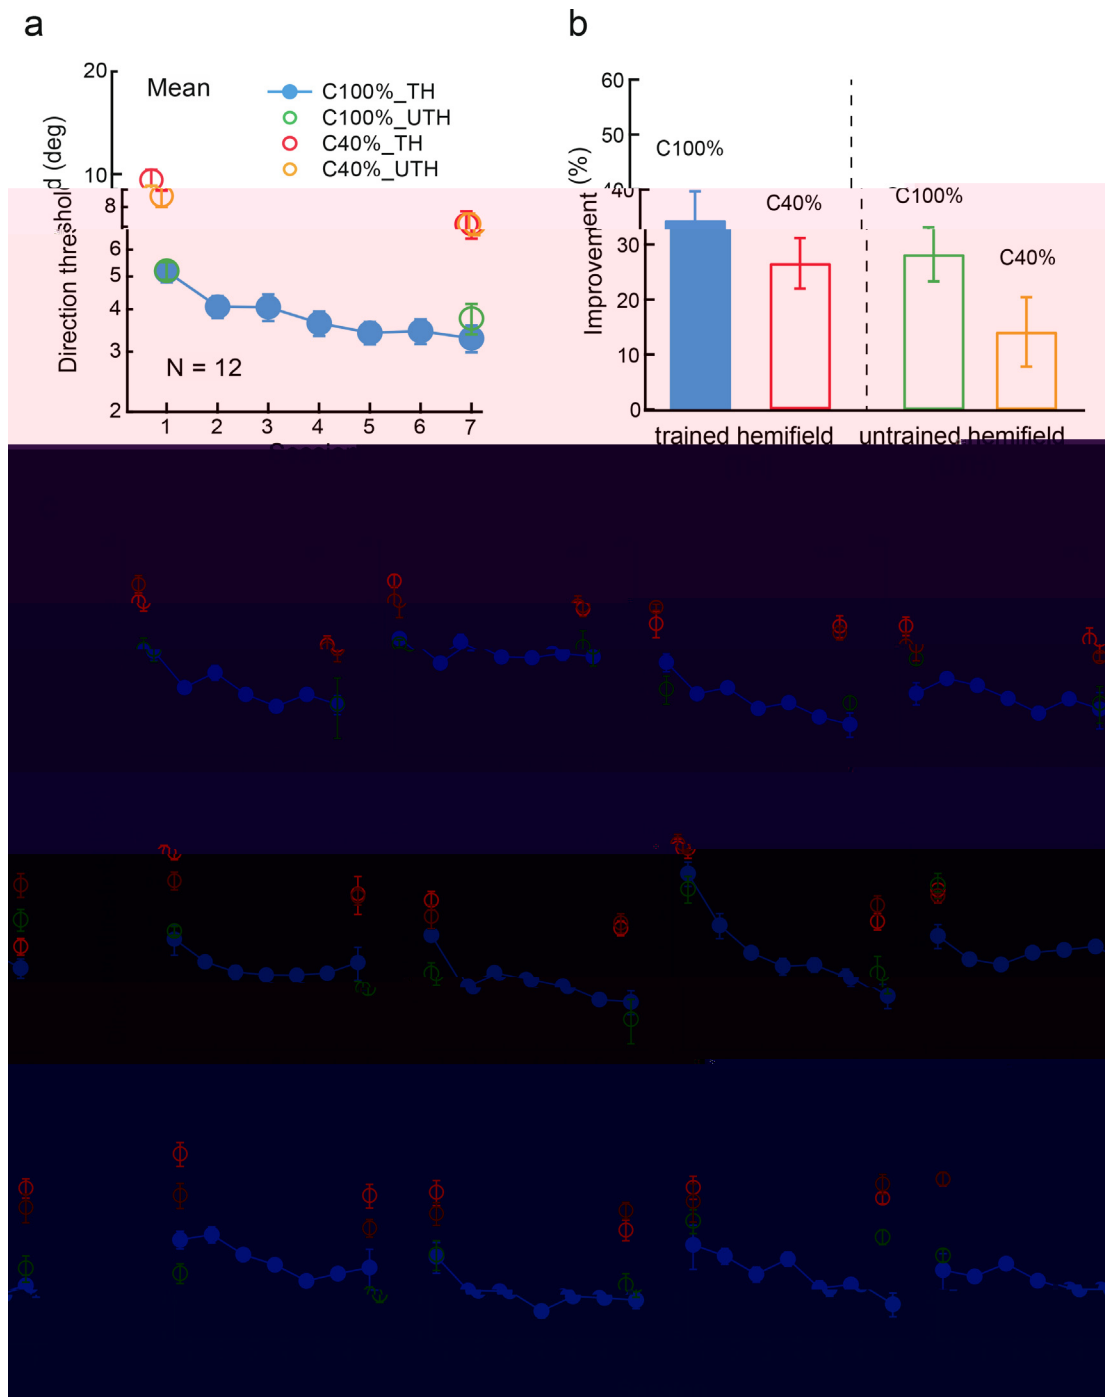 a
b
Mean
C100%_TH
C100%_UTH
C40%_TH
C40%_UTH
Direction threshold (deg)
20
10
8
6
5
4
3
2
N = 12
1 2 3 4 5 6 7
Improvement (%)
60
50
40
30
20
10
0
C100%
C40%
C100%
C40%
trained hemifield
untrained hemifield